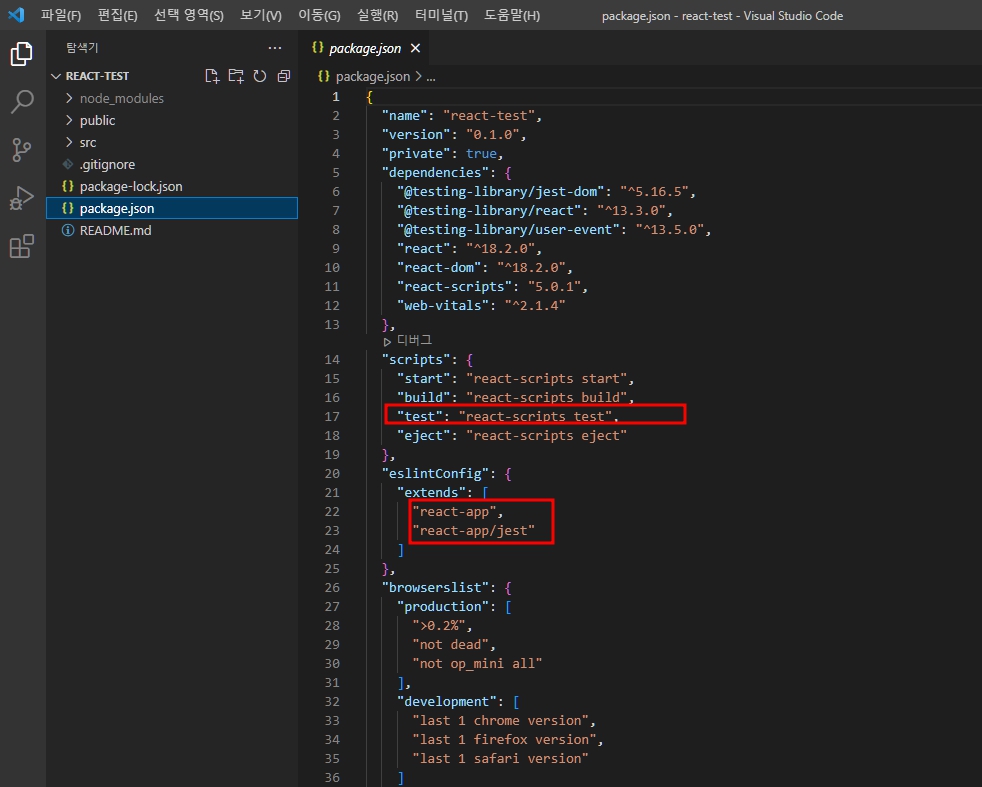 파일(F) 편집(E) 선택 영역(S) 보기(V) 이동(G) 실행(R) 터미널(T) 도움말(H) package.json - react-test - Visual Studio Code
탐색기 ...
REACT-TEST
node_modules
public
src
.gitignore
package-lock.json
package.json
README.md
{} package.json
{} package.json > ...
1 {
2 "name": "react-test",
3 "version": "0.1.0",
4 "private": true,
5 "dependencies": {
6 "@testing-library/jest-dom": "^5.16.5",
7 "@testing-library/react": "^13.3.0",
8 "@testing-library/user-event": "^13.5.0",
9 "react": "^18.2.0",
10 "react-dom": "^18.2.0",
11 "react-scripts": "5.0.1",
12 "web-vitals": "^2.1.4"
13 },
디버그
14 "scripts": {
15 "start": "react-scripts start",
16 "build": "react-scripts build",
17 "test": "react-scripts test",
18 "eject": "react-scripts eject"
19 },
20 "eslintConfig": {
21 "extends": [
22 "react-app",
23 "react-app/jest"
24 ]
25 },
26 "browserslist": {
27 "production": [
28 ">0.2%",
29 "not dead",
30 "not op_mini all"
31 ],
32 "development": [
33 "last 1 chrome version",
34 "last 1 firefox version",
35 "last 1 safari version"
36 ]